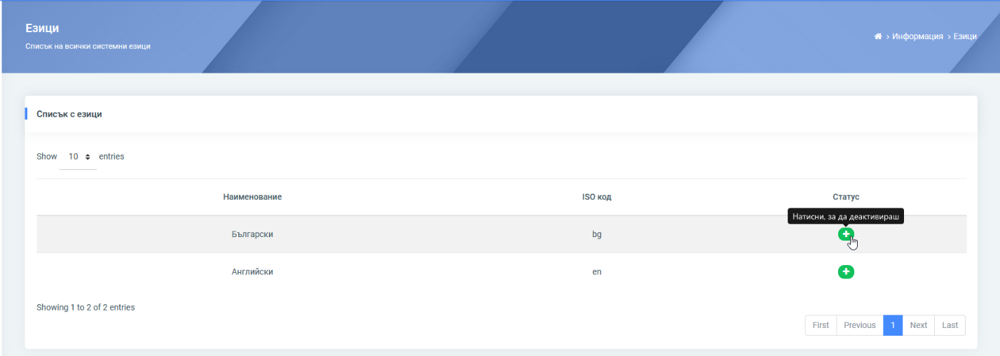 Езици
Списък на всички системни езици
> Информация > Езици
Списък с езици
Show 10 entries
Наименование ISO код Статус
Натисни, за да деактивираш
Български bg
Английски en
Showing 1 to 2 of 2 entries
First Previous 1 Next Last